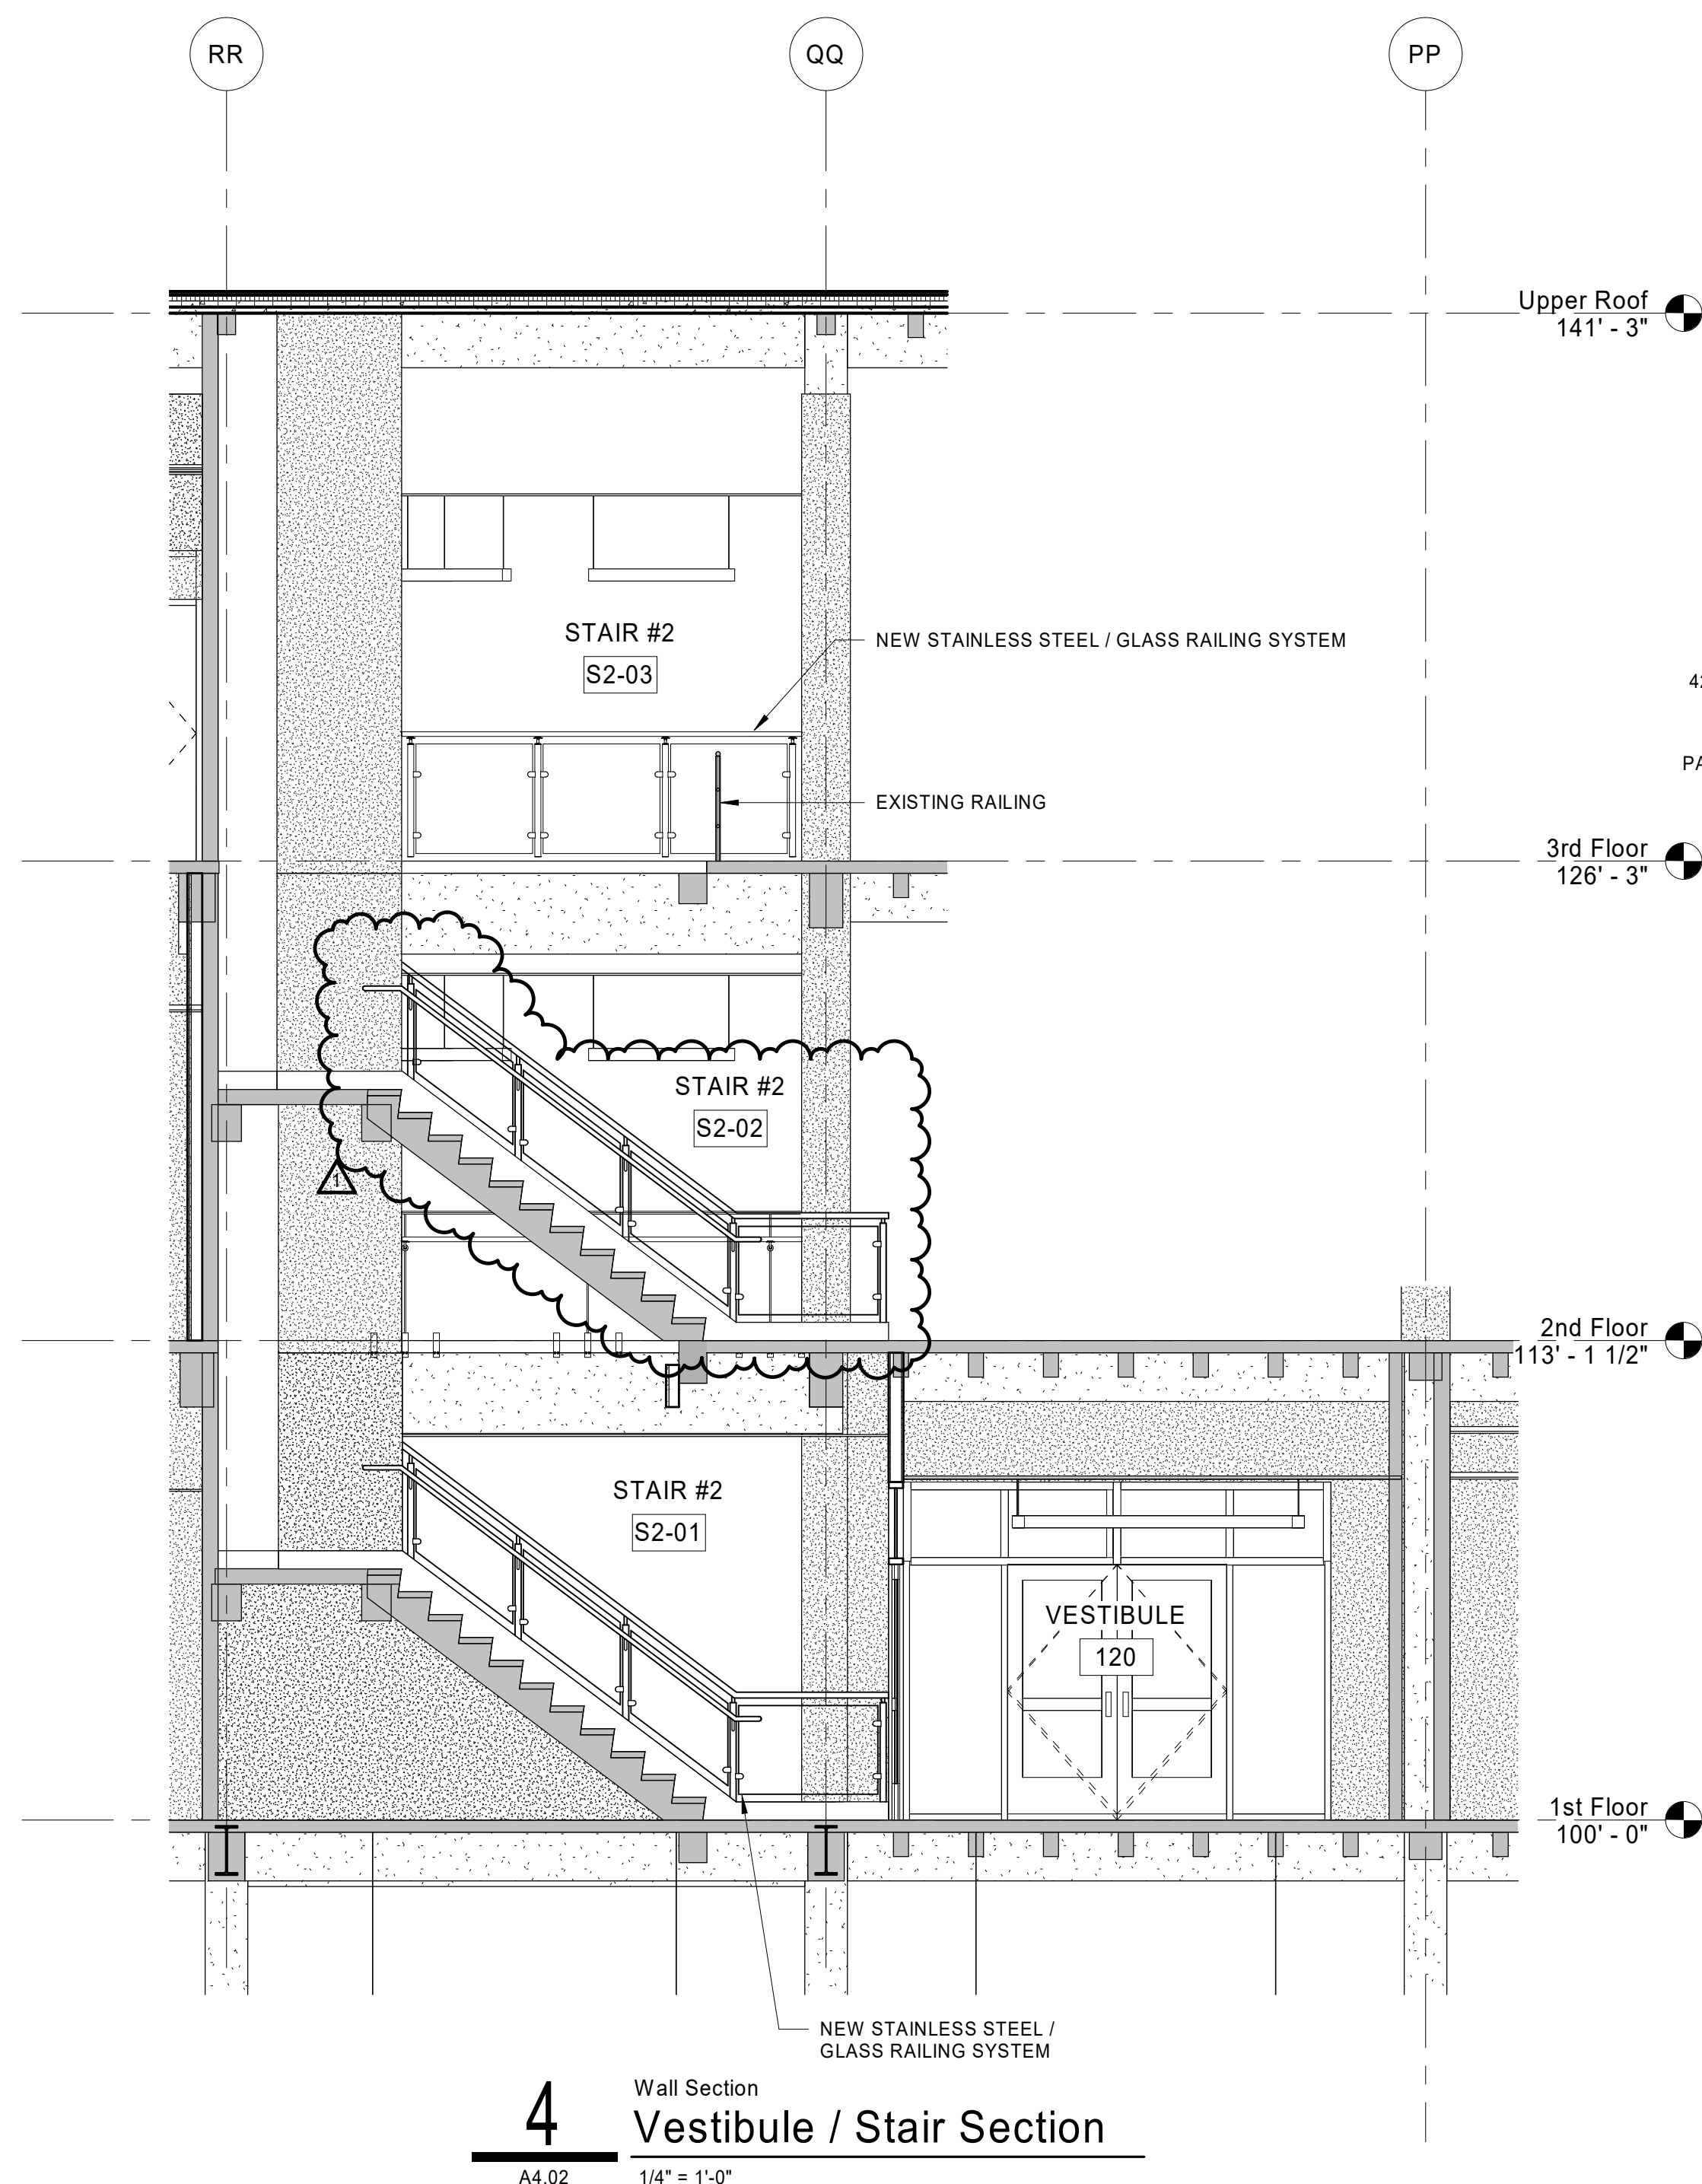 RR
QQ
PP
Upper Roof
141' - 3"
STAIR #2
S2-03
NEW STAINLESS STEEL / GLASS RAILING SYSTEM
42
PA
EXISTING RAILING
3rd Floor
126' - 3"
STAIR #2
S2-02
1
2nd Floor
113' - 1 1/2"
STAIR #2
S2-01
VESTIBULE
120
1st Floor
100' - 0"
NEW STAINLESS STEEL /
GLASS RAILING SYSTEM
4
Wall Section
Vestibule / Stair Section
A4.02
1/4" = 1'-0"